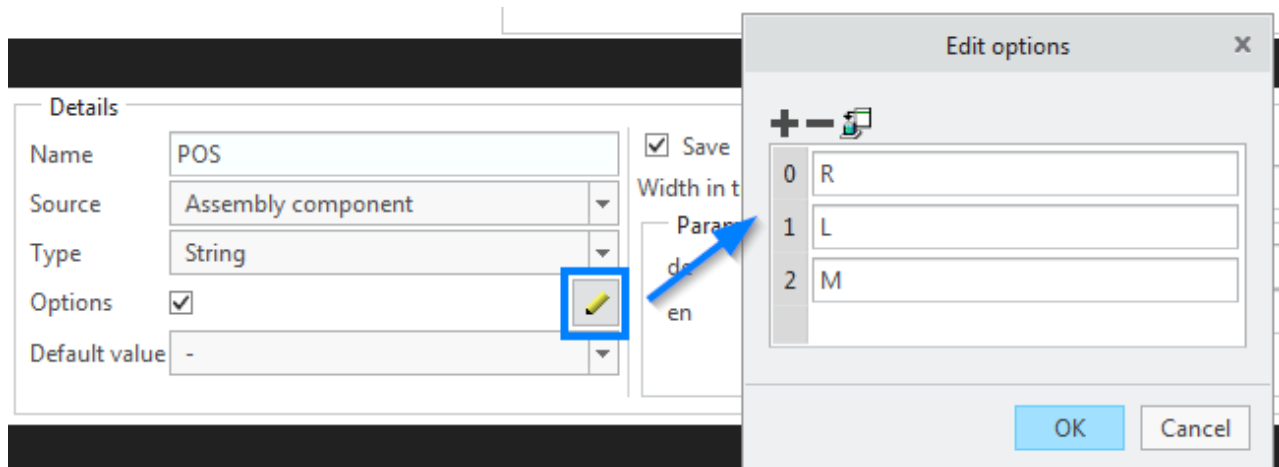 Details
Name
POS
Source
Assembly component
Type
String
Options
Default value
-
Save
Width in t
Param
de
en
Edit options
0
R
1
L
2
M
OK
Cancel